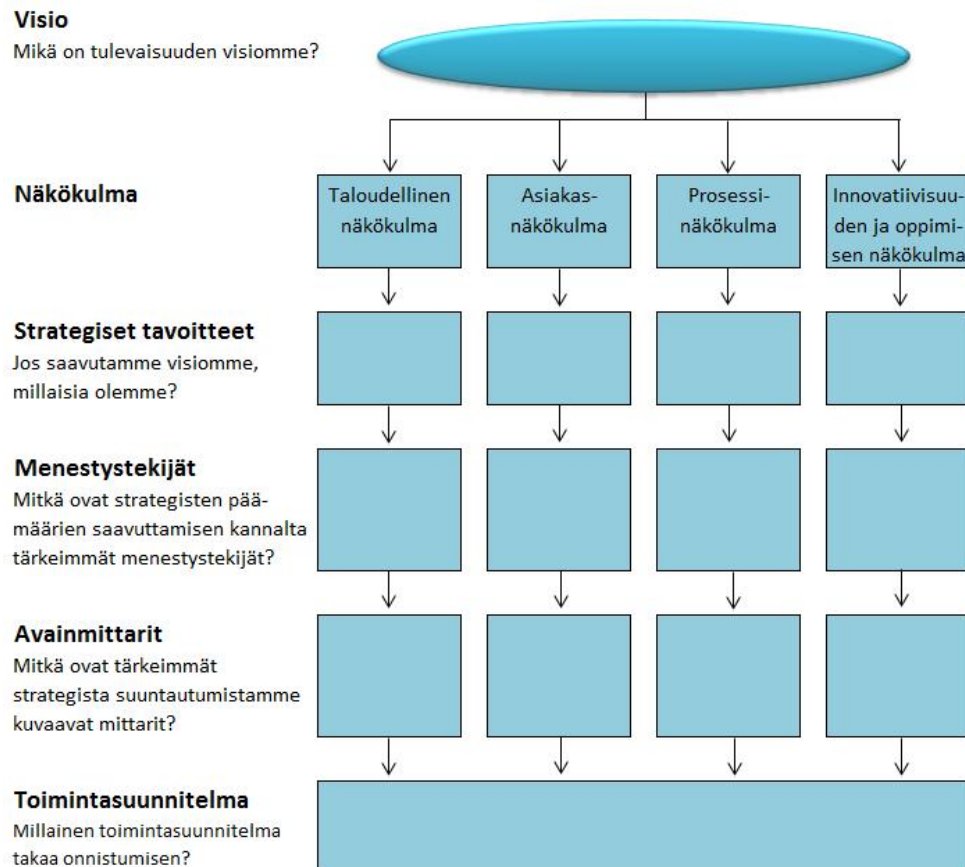 Visio
Mikä on tulevaisuuden visiomme?
Näkökulma
Taloudellinen
näkökulma
Asiakas-
näkökulma
Prosessi-
näkökulma
Innovatiivisuu-
den ja oppimi-
sen näkökulma
Strategiset tavoitteet
Jos saavutamme visiomme,
millaisia olemme?
Menestystekijät
Mitkä ovat strategisten pää-
määrien saavuttamisen kannalta
tärkeimmät menestystekijät?
Avainmittarit
Mitkä ovat tärkeimmät
strategista suuntautumistamme
kuvaavat mittarit?
Toimintasuunnitelma
Millainen toimintasuunnitelma
takaa onnistumisen?